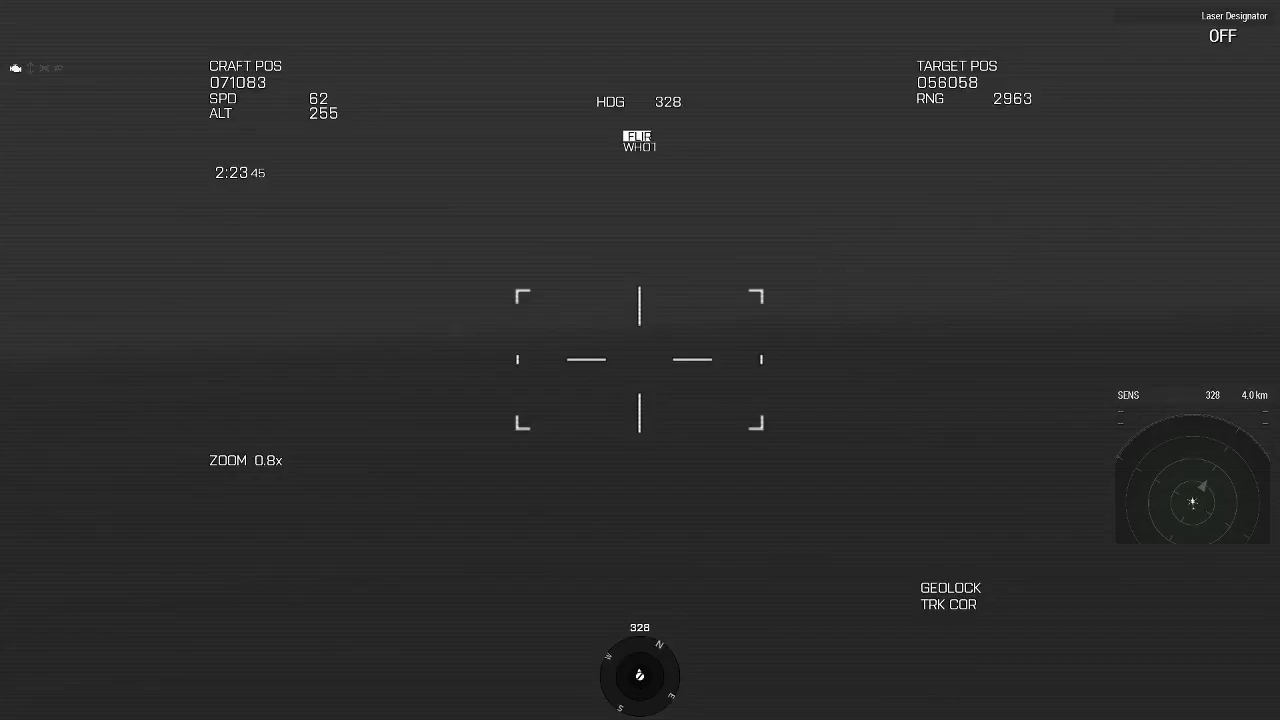 Laser Designator
OFF
CRAFT POS
071083
SPD 62
ALT 255
HDG 328
TARGET POS
056058
RNG 2963
FLIR
WHOT
2:23 45
SENS 328 4.0 km
ZOOM 0.8x
GEOLOCK
TRK COR
328
N
W
E
S